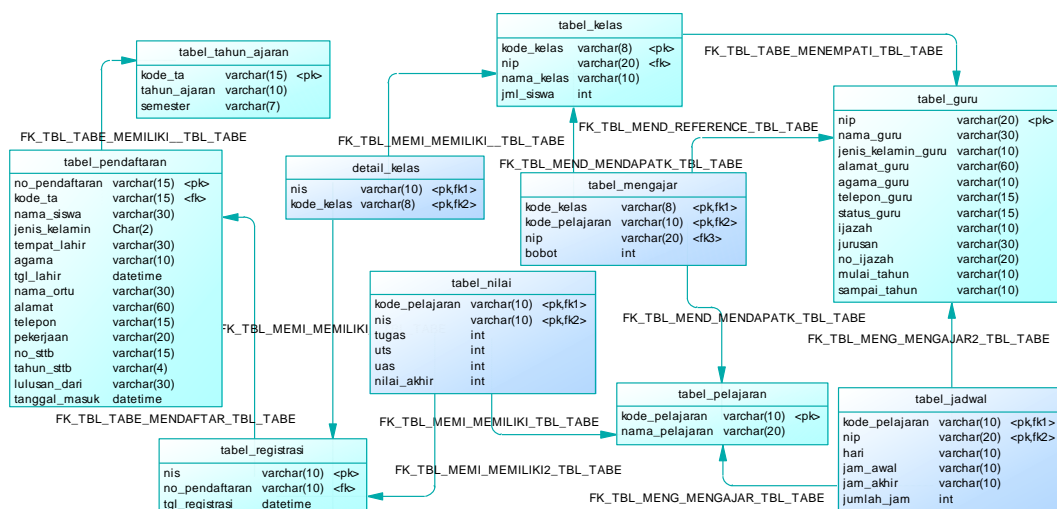 tabel_kelas
kode_kelas varchar(8) <pk>
nip varchar(20) <fk>
nama_kelas varchar(10)
jml_siswa int
tabel_tahun_ajaran
kode_ta varchar(15) <pk>
tahun_ajaran varchar(10)
semester varchar(7)
FK_TBL_TABE_MENEMPATI_TBL_TABE
tabel_guru
nip varchar(20) <pk>
nama_guru varchar(30)
jenis_kelamin_guru varchar(10)
alamat_guru varchar(60)
agama_guru varchar(10)
telepon_guru varchar(15)
status_guru varchar(15)
ijazah varchar(10)
jurusan varchar(30)
no_ijazah varchar(20)
mulai_tahun varchar(10)
sampai_tahun varchar(10)
FK_TBL_TABE_MEMILIKI__TBL_TABE
FK_TBL_MEMI_MEMILIKI__TBL_TABE
FK_TBL_MEND_REFERENCE_TBL_TABE
FK_TBL_MEND_MENDAPATK_TBL_TABE
tabel_pendaftaran
no_pendaftaran varchar(15) <pk>
kode_ta varchar(15) <fk>
nama_siswa varchar(30)
jenis_kelamin Char(2)
tempat_lahir varchar(30)
agama varchar(10)
tgl_lahir datetime
nama_ortu varchar(30)
alamat varchar(60)
telepon varchar(15)
pekerjaan varchar(20)
no_sttb varchar(15)
tahun_sttb varchar(4)
lulusan_dari varchar(30)
tanggal_masuk datetime
detail_kelas
nis varchar(10) <pk,fk1>
kode_kelas varchar(8) <pk,fk2>
tabel_mengajar
kode_kelas varchar(8) <pk,fk1>
kode_pelajaran varchar(10) <pk,fk2>
nip varchar(20) <fk3>
bobot int
tabel_nilai
kode_pelajaran varchar(10) <pk,fk1>
nis varchar(10) <pk,fk2>
tugas int
uts int
uas int
nilai_akhir int
FK_TBL_MEMI_MEMILIKI
FK_TBL_MEND_MENDAPATK_TBL_TABE
FK_TBL_MENG_MENGAJAR2_TBL_TABE
tabel_pelajaran
kode_pelajaran varchar(10) <pk>
nama_pelajaran varchar(20)
tabel_jadwal
kode_pelajaran varchar(10) <pk,fk1>
nip varchar(20) <pk,fk2>
hari varchar(10)
jam_awal varchar(10)
jam_akhir varchar(10)
jumlah_jam int
FK_TBL_TABE_MENDAFTAR_TBL_TABE
FK_TBL_MEMI_MEMILIKI_TBL_TABE
tabel_registrasi
nis varchar(10) <pk>
no_pendaftaran varchar(10) <fk>
tgl_registrasi datetime
FK_TBL_MEMI_MEMILIKI2_TBL_TABE
FK_TBL_MENG_MENGAJAR_TBL_TABE